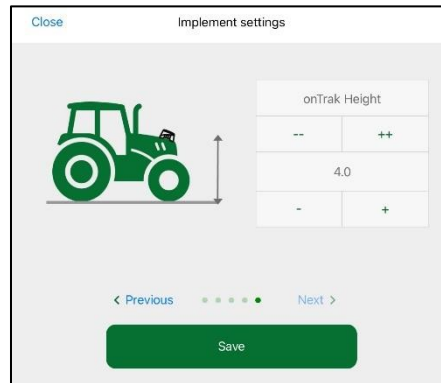 Close Implement settings
onTrak Height
-- ++
4.0
- +
< Previous Next >
Save